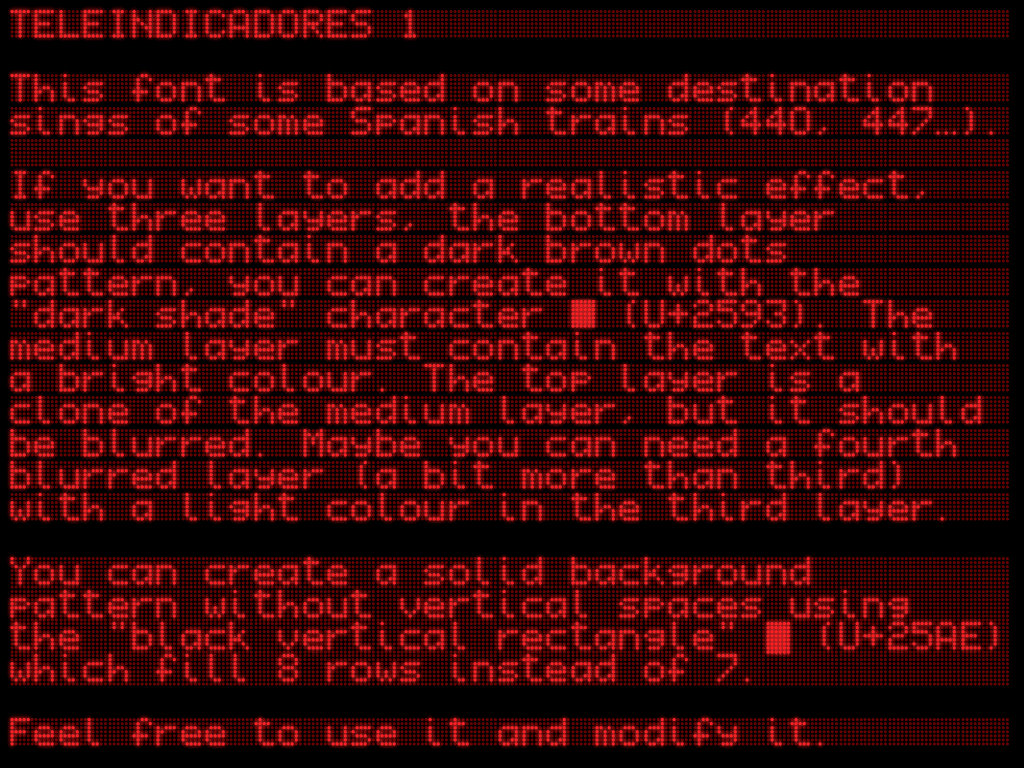 TELEINDICADORES 1
This font is based on some destination
sings of some Spanish trains (440, 447…).
If you want to add a realistic effect,
use three layers, the bottom layer
should contain a dark brown dots
pattern, you can create it with the
"dark shade" character ▓ (U+2593). The
medium layer must contain the text with
a bright colour. The top layer is a
clone of the medium layer, but it should
be blurred. Maybe you can need a fourth
blurred layer (a bit more than third)
with a light colour in the third layer.
You can create a solid background
pattern without vertical spaces using
the "black vertical rectangle" ▮ (U+25AE)
which fill 8 rows instead of 7.
Feel free to use it and modify it.